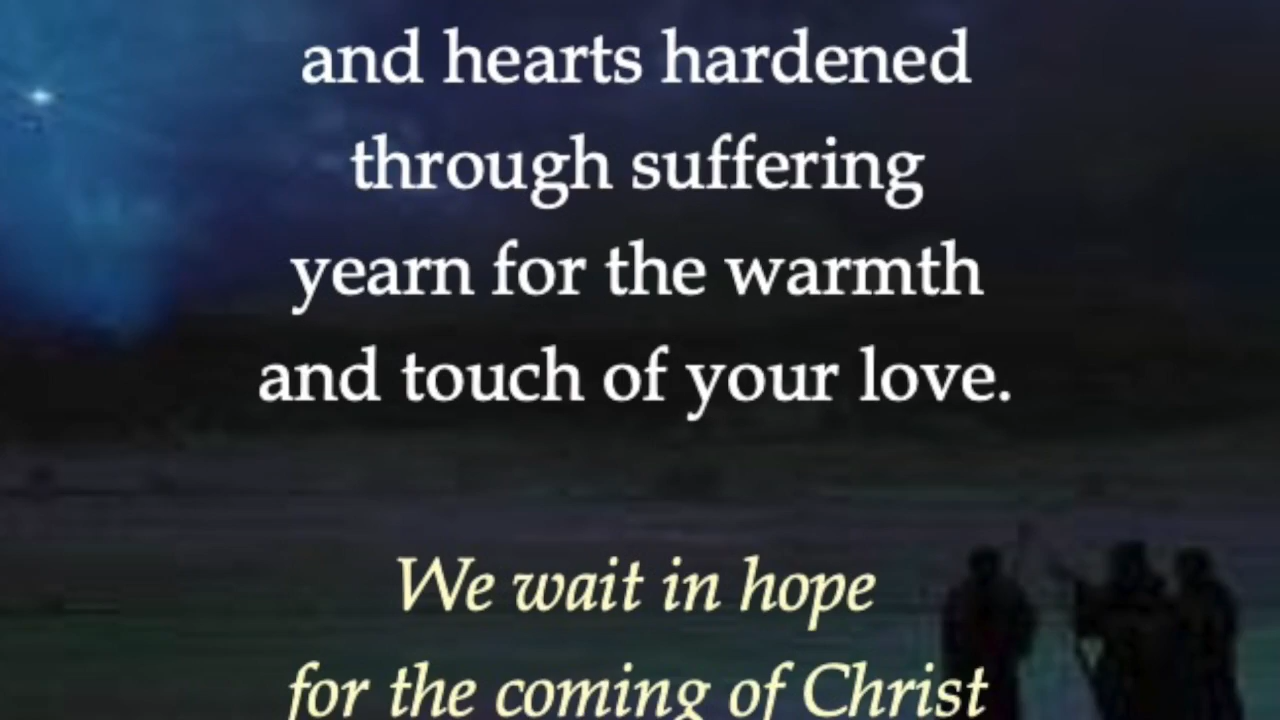 and hearts hardened
through suffering
yearn for the warmth
and touch of your love.
We wait in hope
for the coming of Christ